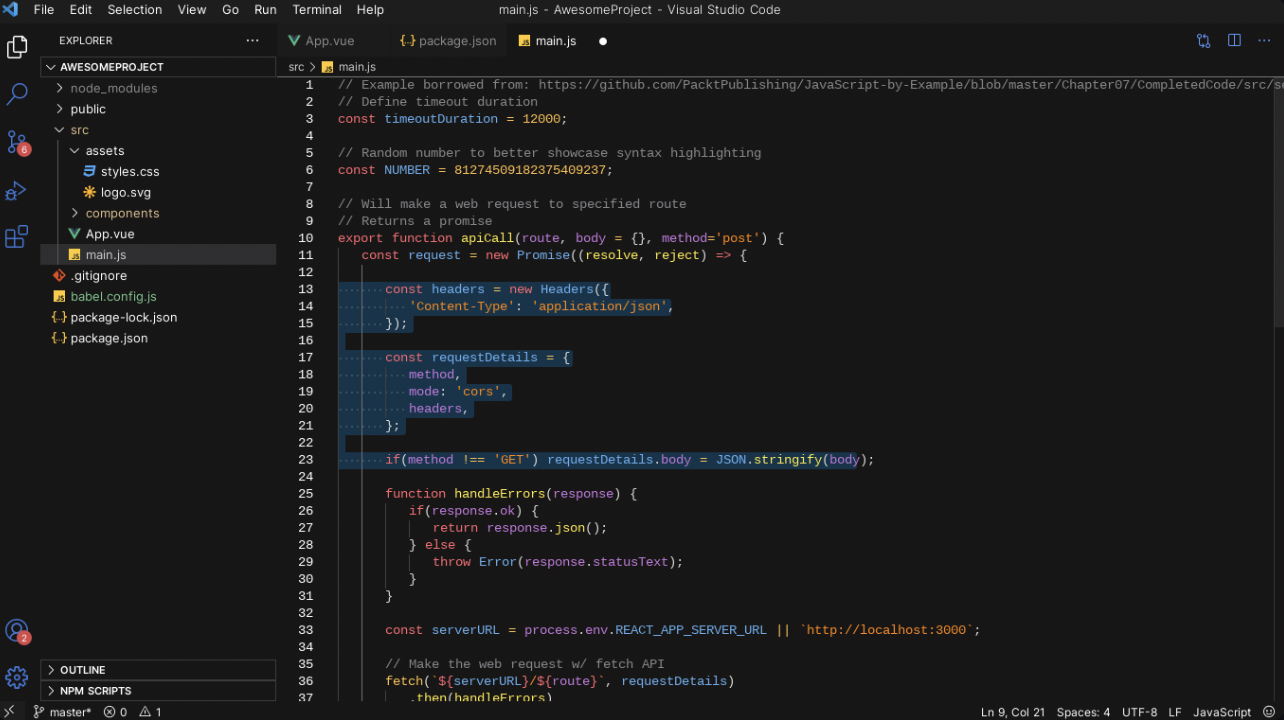 File Edit Selection View Go Run Terminal Help main.js - AwesomeProject - Visual Studio Code
EXPLORER ···
AWESOMEPROJECT
node_modules
public
src
assets
styles.css
logo.svg
components
App.vue
main.js
.gitignore
babel.config.js
package-lock.json
package.json
OUTLINE
NPM SCRIPTS
6
2
App.vue {..} package.json main.js
src > main.js
1 // Example borrowed from: https://github.com/PacktPublishing/JavaScript-by-Example/blob/master/Chapter07/CompletedCode/src/se
2 // Define timeout duration
3 const timeoutDuration = 12000;
4
5 // Random number to better showcase syntax highlighting
6 const NUMBER = 81274509182375409237;
7
8 // Will make a web request to specified route
9 // Returns a promise
10 export function apiCall(route, body = {}, method='post') {
11 const request = new Promise((resolve, reject) => {
12
13 const headers = new Headers({
14 'Content-Type': 'application/json',
15 });
16
17 const requestDetails = {
18 method,
19 mode: 'cors',
20 headers,
21 };
22
23 if(method !== 'GET') requestDetails.body = JSON.stringify(body);
24
25 function handleErrors(response) {
26 if(response.ok) {
27 return response.json();
28 } else {
29 throw Error(response.statusText);
30 }
31 }
32
33 const serverURL = process.env.REACT_APP_SERVER_URL || `http://localhost:3000`;
34
35 // Make the web request w/ fetch API
36 fetch(`${serverURL}/${route}`, requestDetails)
37 .then(handleErrors)
master* 0 1 Ln 9, Col 21 Spaces: 4 UTF-8 LF JavaScript